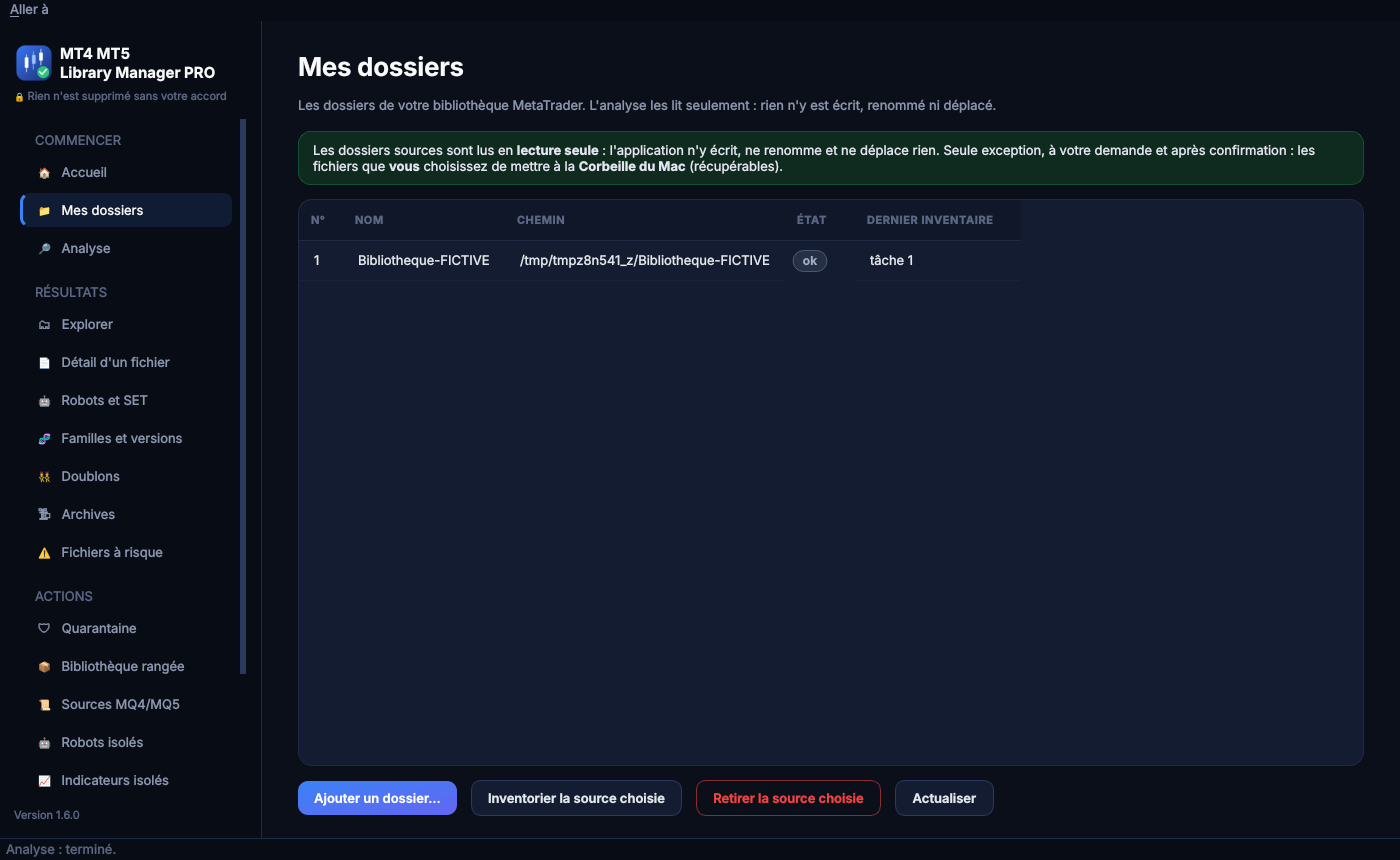 Aller à
MT4 MT5
Library Manager PRO
Rien n'est supprimé sans votre accord
COMMENCER
Accueil
Mes dossiers
Analyse
RÉSULTATS
Explorer
Détail d'un fichier
Robots et SET
Familles et versions
Doublons
Archives
Fichiers à risque
ACTIONS
Quarantaine
Bibliothèque rangée
Sources MQ4/MQ5
Robots isolés
Indicateurs isolés
Version 1.6.0
Mes dossiers
Les dossiers de votre bibliothèque MetaTrader. L'analyse les lit seulement : rien n'y est écrit, renommé ni déplacé.
Les dossiers sources sont lus en lecture seule : l'application n'y écrit, ne renomme et ne déplace rien. Seule exception, à votre demande et après confirmation : les
fichiers que vous choisissez de mettre à la Corbeille du Mac (récupérables).
N° NOM CHEMIN ÉTAT DERNIER INVENTAIRE
1 Bibliotheque-FICTIVE /tmp/tmpz8n541_z/Bibliotheque-FICTIVE ok tâche 1
Ajouter un dossier... Inventorier la source choisie Retirer la source choisie Actualiser
Analyse : terminé.